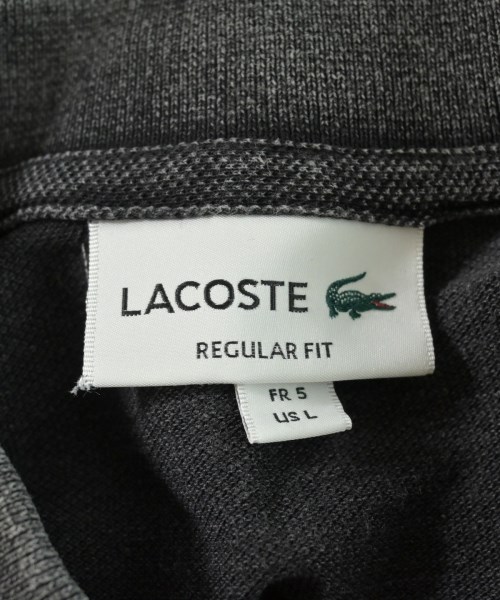 LACOSTE
REGULAR FIT
FR 5
US L